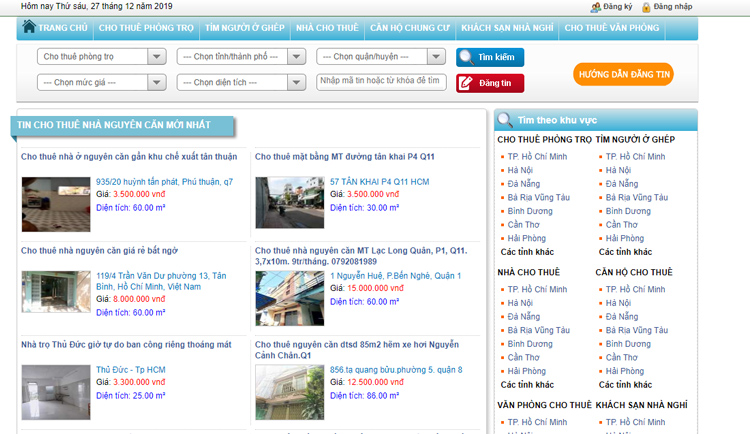 Hôm nay Thứ sáu, 27 tháng 12 năm 2019
Đăng ký
Đăng nhập
TRANG CHỦ
CHO THUÊ PHÒNG TRỌ
TÌM NGƯỜI Ở GHÉP
NHÀ CHO THUÊ
CĂN HỘ CHUNG CƯ
KHÁCH SẠN NHÀ NGHỈ
CHO THUÊ VĂN PHÒNG
Cho thuê phòng trọ
--- Chọn tỉnh/thành phố ---
--- Chọn quận/huyện ---
Tìm kiếm
--- Chọn mức giá ---
--- Chọn diện tích ---
Nhập mã tin hoặc từ khóa để tìm
Đăng tin
HƯỚNG DẪN ĐĂNG TIN
TIN CHO THUÊ NHÀ NGUYÊN CĂN MỚI NHẤT
Cho thuê nhà ở nguyên căn gần khu chế xuất tân thuận
935/20 huỳnh tấn phát, Phú thuận, q7
Giá: 3.500.000 vnđ
Diện tích: 60.00 m²
Cho thuê mặt bằng MT đường tân khai P4 Q11
57 TÂN KHAI P4 Q11 HCM
Giá: 3.500.000 vnđ
Diện tích: 30.00 m²
Cho thuê nhà nguyên căn giá rẻ bất ngờ
119/4 Trần Văn Dư phường 13, Tân
Bình, Hồ Chí Minh, Việt Nam
Giá: 8.000.000 vnđ
Diện tích: 60.00 m²
Cho thuê nhà nguyên căn MT Lạc Long Quân, P1, Q11.
3,7x10m. 9tr/tháng. 0792081989
1 Nguyễn Huệ, P.Bến Nghé, Quận 1
Giá: 15.000.000 vnđ
Diện tích: 60.00 m²
Nhà trọ Thủ Đức giờ tự do ban công riêng thoáng mát
Thủ Đức - Tp HCM
Giá: 3.300.000 vnđ
Diện tích: 25.00 m²
Cho thuê nguyên căn dtsd 85m2 hẻm xe hơi Nguyễn
Cảnh Chân.Q1
856.tạ quang bửu.phường 5. quận 8
Giá: 12.500.000 vnđ
Diện tích: 86.00 m²
Tìm theo khu vực
CHO THUÊ PHÒNG TRỌ
TP. Hồ Chí Minh
Hà Nội
Đà Nẵng
Bà Rịa Vũng Tàu
Bình Dương
Cần Thơ
Hải Phòng
Các tỉnh khác
TÌM NGƯỜI Ở GHÉP
TP. Hồ Chí Minh
Hà Nội
Đà Nẵng
Bà Rịa Vũng Tàu
Bình Dương
Cần Thơ
Hải Phòng
Các tỉnh khác
NHÀ CHO THUÊ
TP. Hồ Chí Minh
Hà Nội
Đà Nẵng
Bà Rịa Vũng Tàu
Bình Dương
Cần Thơ
Hải Phòng
Các tỉnh khác
CĂN HỘ CHO THUÊ
TP. Hồ Chí Minh
Hà Nội
Đà Nẵng
Bà Rịa Vũng Tàu
Bình Dương
Cần Thơ
Hải Phòng
Các tỉnh khác
VĂN PHÒNG CHO THUÊ
TP. Hồ Chí Minh
KHÁCH SẠN NHÀ NGHỈ
TP. Hồ Chí Minh